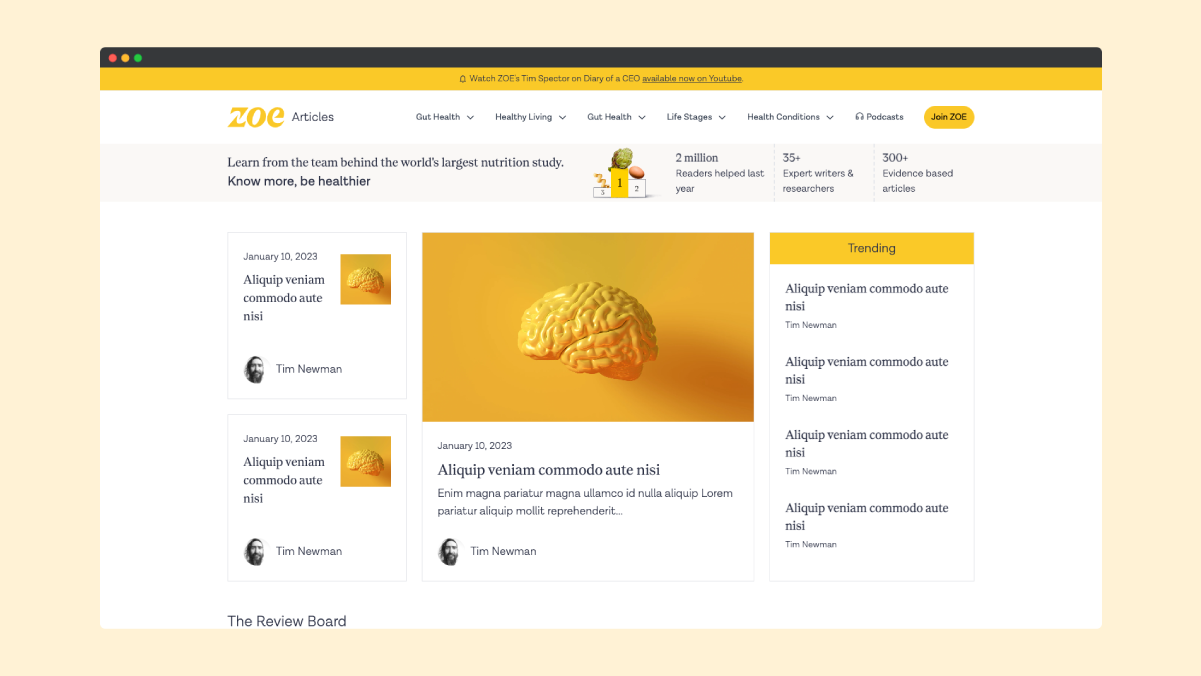 Watch ZOE's Tim Spector on Diary of a CEO available now on Youtube.
ZOE Articles
Gut Health
Healthy Living
Gut Health
Life Stages
Health Conditions
Podcasts
Join ZOE
Learn from the team behind the world's largest nutrition study.
Know more, be healthier
3
1
2
2 million
Readers helped last
year
35+
Expert writers &
researchers
300+
Evidence based
articles
January 10, 2023
Aliquip veniam
commodo aute
nisi
Tim Newman
January 10, 2023
Aliquip veniam
commodo aute
nisi
Tim Newman
January 10, 2023
Aliquip veniam commodo aute nisi
Enim magna pariatur magna ullamco id nulla aliquip Lorem
pariatur aliquip mollit reprehenderit...
Tim Newman
Trending
Aliquip veniam commodo aute
nisi
Tim Newman
Aliquip veniam commodo aute
nisi
Tim Newman
Aliquip veniam commodo aute
nisi
Tim Newman
Aliquip veniam commodo aute
nisi
Tim Newman
The Review Board